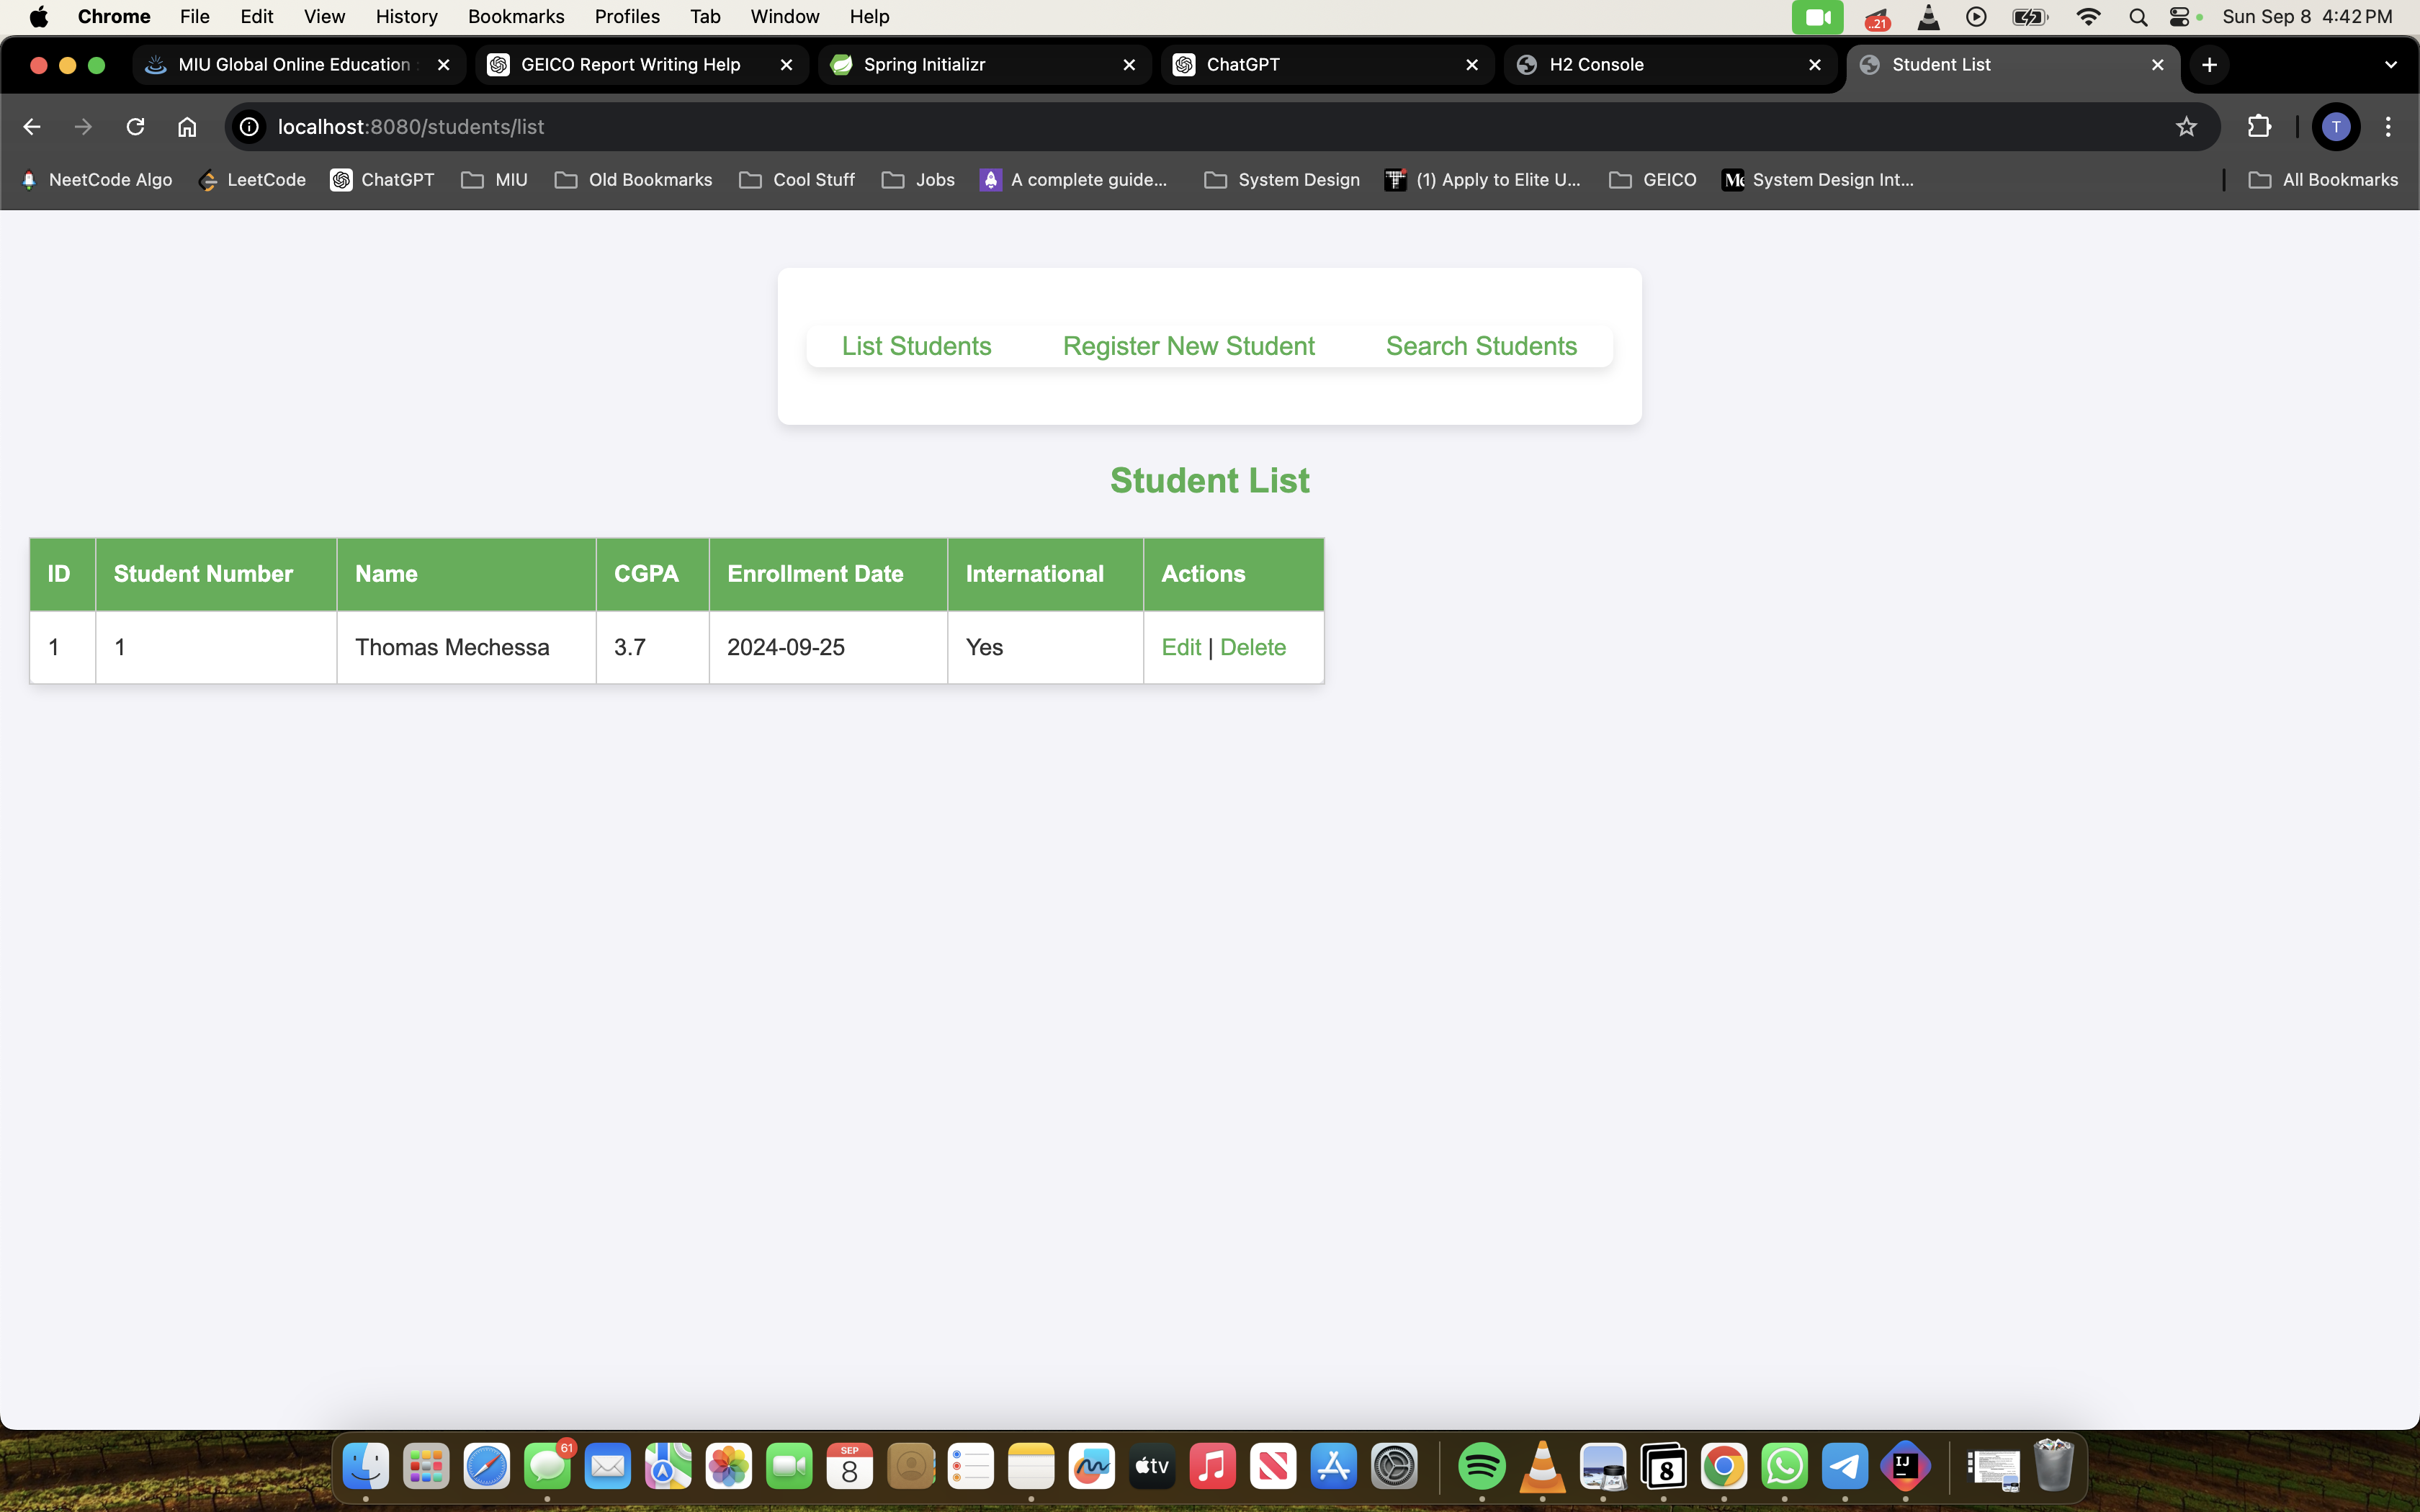 Chrome File Edit View History Bookmarks Profiles Tab Window Help ..21 Sun Sep 8 4:42 PM
MIU Global Online Education GEICO Report Writing Help Spring Initializr ChatGPT H2 Console Student List
localhost:8080/students/list T
NeetCode Algo LeetCode ChatGPT MIU Old Bookmarks Cool Stuff Jobs A complete guide... System Design (1) Apply to Elite U... GEICO System Design Int... All Bookmarks
List Students Register New Student Search Students
Student List
ID Student Number Name CGPA Enrollment Date International Actions
1 1 Thomas Mechessa 3.7 2024-09-25 Yes Edit | Delete
61 SEP 8 tv 8 IJ